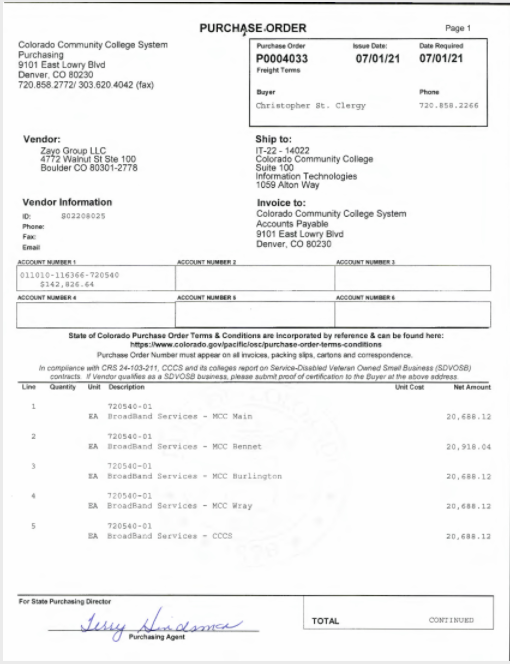 PURCHASE ORDER
Page 1
Colorado Community College System
Purchasing
9101 East Lowry Blvd
Denver, CO 80230
720.858.2772/ 303.620.4042 (fax)
Purchase Order Issue Date: Date Required
P0004033 07/01/21 07/01/21
Freight Terms
Buyer Phone
Christopher St. Clergy 720.858.2266
Vendor:
Zayo Group LLC
4772 Walnut St Ste 100
Boulder CO 80301-2778
Ship to:
IT-22 - 14022
Colorado Community College
Suite 100
Information Technologies
1059 Alton Way
Vendor Information
ID: S02208025
Phone:
Fax:
Email
Invoice to:
Colorado Community College System
Accounts Payable
9101 East Lowry Blvd
Denver, CO 80230
ACCOUNT NUMBER 1 ACCOUNT NUMBER 2 ACCOUNT NUMBER 3
011010-116366-720540
$142,826.64
ACCOUNT NUMBER 4 ACCOUNT NUMBER 5 ACCOUNT NUMBER 6
State of Colorado Purchase Order Terms & Conditions are incorporated by reference & can be found here:
https://www.colorado.gov/pacific/osc/purchase-order-terms-conditions
Purchase Order Number must appear on all invoices, packing slips, cartons and correspondence.
In compliance with CRS 24-103-211, CCCS and its colleges report on Service-Disabled Veteran Owned Small Business (SDVOSB)
contracts. If Vendor qualifies as a SDVOSB business, please submit proof of certification to the Buyer at the above address.
Line Quantity Unit Description Unit Cost Net Amount
1 720540-01
EA BroadBand Services - MCC Main 20,688.12
2 720540-01
EA BroadBand Services - MCC Bennet 20,918.04
3 720540-01
EA BroadBand Services - MCC Burlington 20,688.12
4 720540-01
EA BroadBand Services - MCC Wray 20,688.12
5 720540-01
EA BroadBand Services - CCCS 20,688.12
For State Purchasing Director
Terry Hindsman
Purchasing Agent
TOTAL CONTINUED